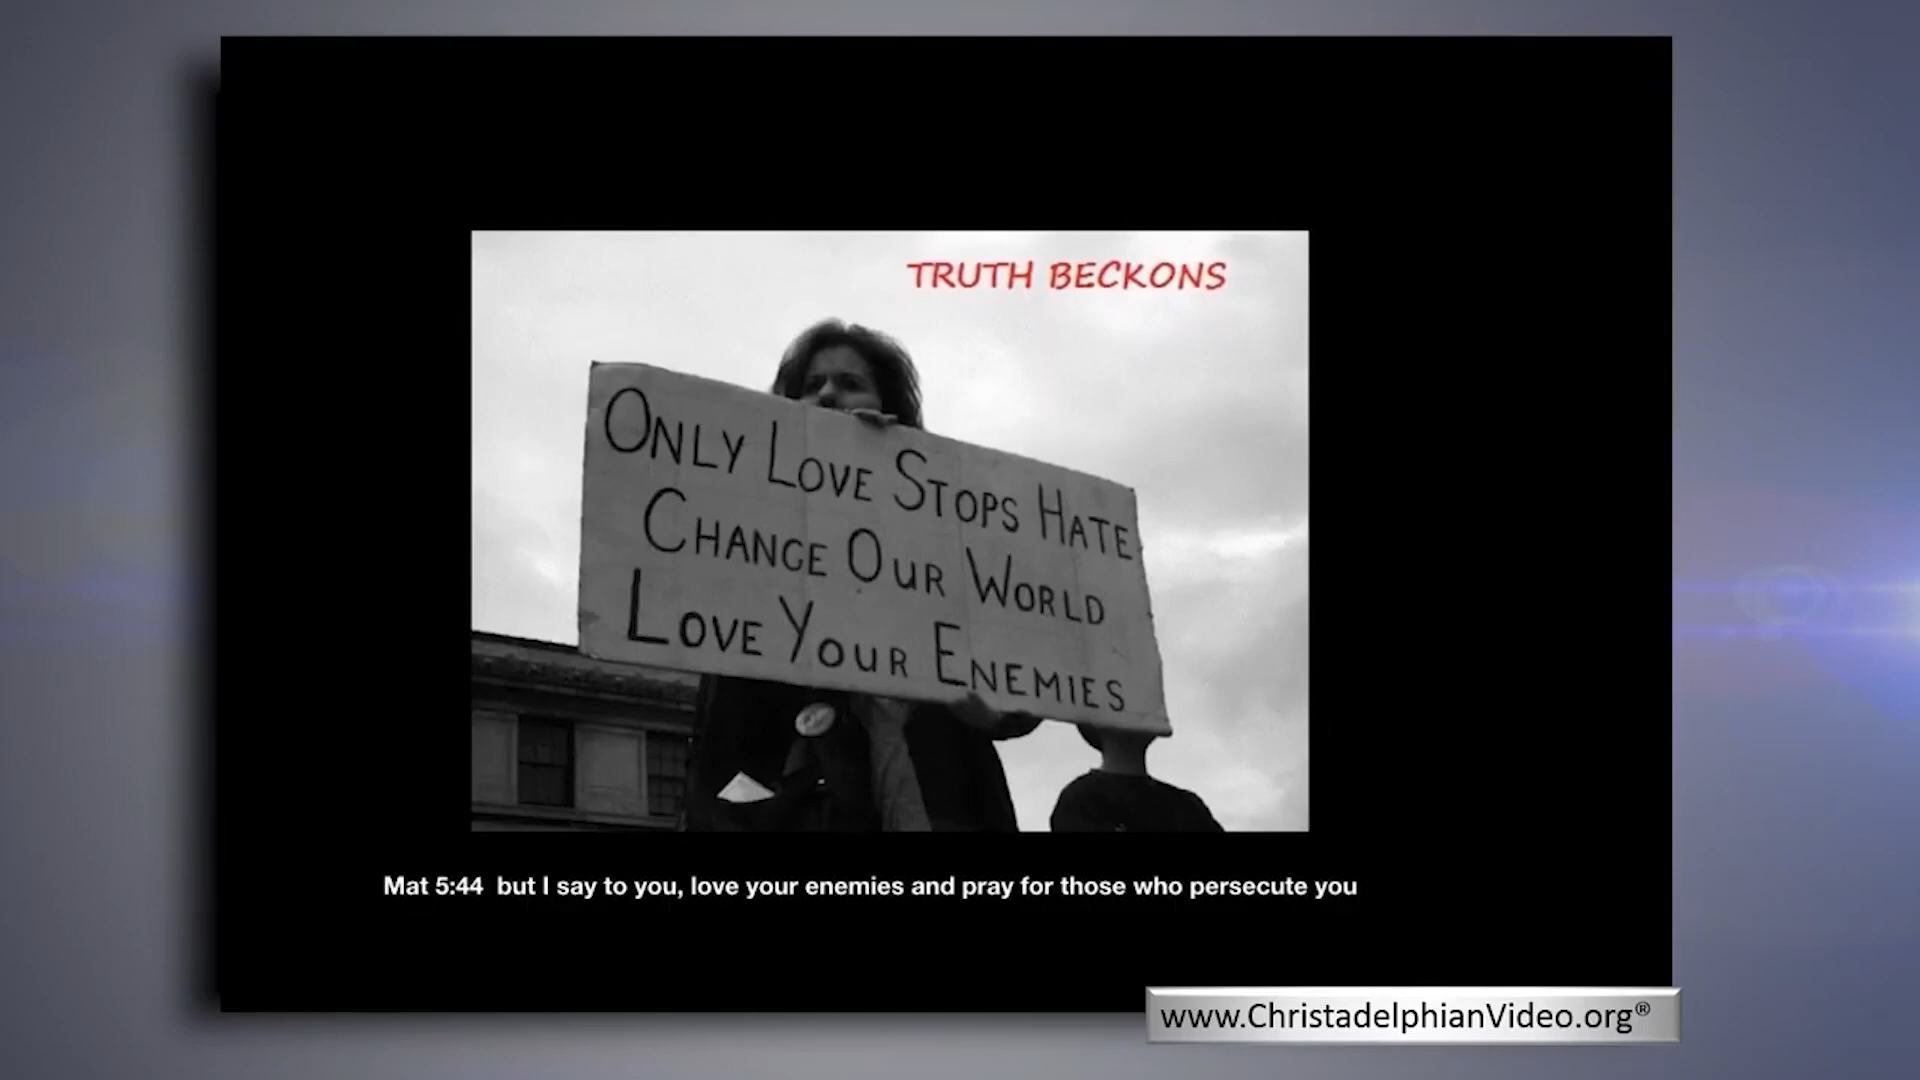 TRUTH BECKONS
ONLY LOVE STOPS HATE
CHANGE OUR WORLD
LOVE YOUR ENEMIES
Mat 5:44 but I say to you, love your enemies and pray for those who persecute you
www.ChristadelphianVideo.org®